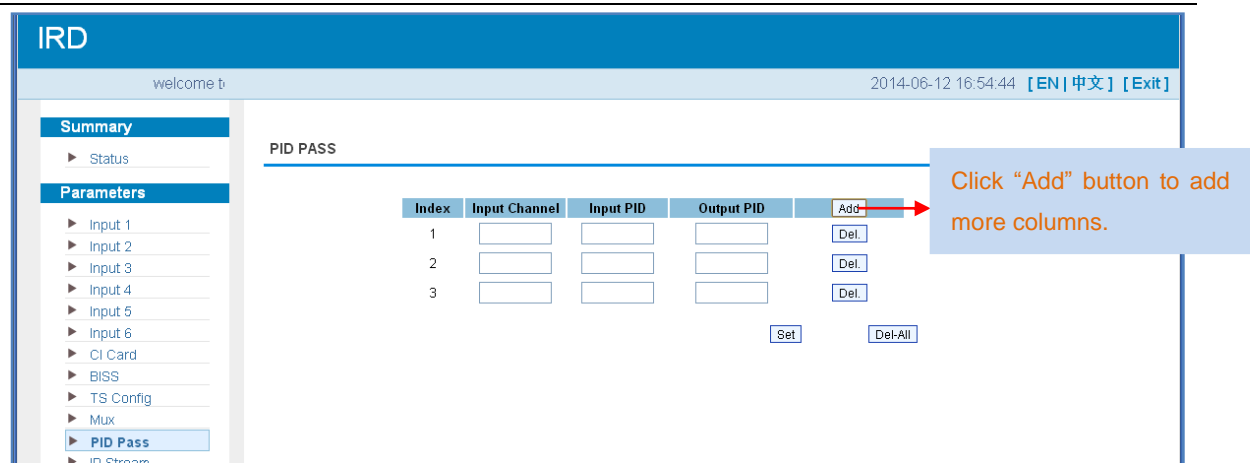 IRD
welcome t
2014-06-12 16:54:44 [ EN | 中文 ] [ Exit ]
Summary
Status
Parameters
Input 1
Input 2
Input 3
Input 4
Input 5
Input 6
CI Card
BISS
TS Config
Mux
PID Pass
IP Stream
PID PASS
Index Input Channel Input PID Output PID Add
1 Del.
2 Del.
3 Del.
Set Del-All
Click “Add” button to add
more columns.